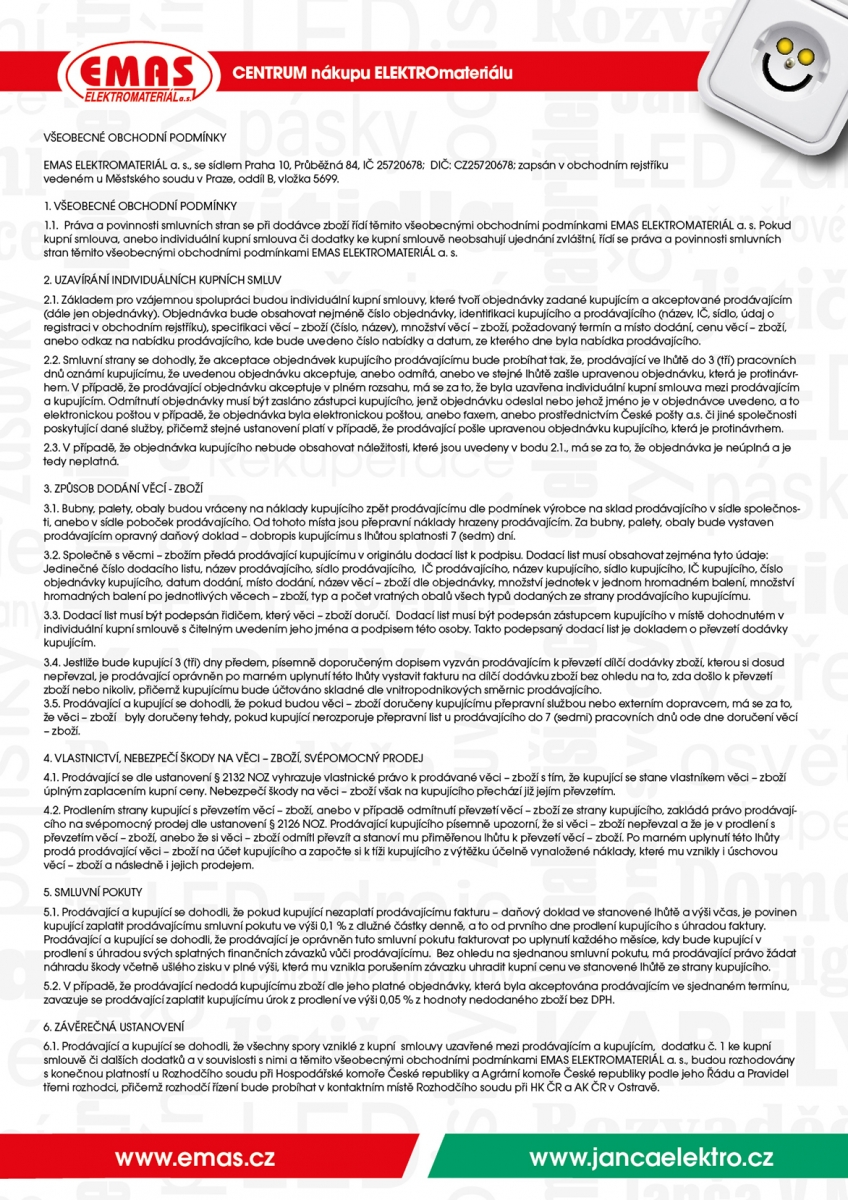 EMAS
ELEKTROMATERIÁL a.s.
CENTRUM nákupu ELEKTROmateriálu
VŠEOBECNÉ OBCHODNÍ PODMÍNKY
EMAS ELEKTROMATERIÁL a. s., se sídlem Praha 10, Průběžná 84, IČ 25720678; DIČ: CZ25720678; zapsán v obchodním rejstříku
vedeném u Městského soudu v Praze, oddíl B, vložka 5699.
1. VŠEOBECNÉ OBCHODNÍ PODMÍNKY
1.1. Práva a povinnosti smluvních stran se při dodávce zboží řídí těmito všeobecnými obchodními podmínkami EMAS ELEKTROMATERIÁL a. s. Pokud
kupní smlouva, anebo individuální kupní smlouva či dodatky ke kupní smlouvě neobsahují ujednání zvláštní, řídí se práva a povinnosti smluvních
stran těmito všeobecnými obchodními podmínkami EMAS ELEKTROMATERIÁL a. s.
2. UZAVÍRÁNÍ INDIVIDUÁLNÍCH KUPNÍCH SMLUV
2.1. Základem pro vzájemnou spolupráci budou individuální kupní smlouvy, které tvoří objednávky zadané kupujícím a akceptované prodávajícím
(dále jen objednávky). Objednávka bude obsahovat nejméně číslo objednávky, identifikaci kupujícího a prodávajícího (název, IČ, sídlo, údaj o
registraci v obchodním rejstříku), specifikaci věcí – zboží (číslo, název), množství věcí – zboží, požadovaný termín a místo dodání, cenu věcí – zboží,
anebo odkaz na nabídku prodávajícího, kde bude uvedeno číslo nabídky a datum, ze kterého dne byla nabídka prodávajícího.
2.2. Smluvní strany se dohodly, že akceptace objednávek kupujícího prodávajícímu bude probíhat tak, že, prodávající ve lhůtě do 3 (tří) pracovních
dnů oznámí kupujícímu, že uvedenou objednávku akceptuje, anebo odmítá, anebo ve stejné lhůtě zašle upravenou objednávku, která je protinávr-
hem. V případě, že prodávající objednávku akceptuje v plném rozsahu, má se za to, že byla uzavřena individuální kupní smlouva mezi prodávajícím
a kupujícím. Odmítnutí objednávky musí být zasláno zástupci kupujícího, jenž objednávku odeslal nebo jehož jméno je v objednávce uvedeno, a to
elektronickou poštou v případě, že objednávka byla elektronickou poštou, anebo faxem, anebo prostřednictvím České pošty a.s. či jiné společnosti
poskytující dané služby, přičemž stejné ustanovení platí v případě, že prodávající pošle upravenou objednávku kupujícího, která je protinávrhem.
2.3. V případě, že objednávka kupujícího nebude obsahovat náležitosti, které jsou uvedeny v bodu 2.1., má se za to, že objednávka je neúplná a je
tedy neplatná.
3. ZPŮSOB DODÁNÍ VĚCÍ - ZBOŽÍ
3.1. Bubny, palety, obaly budou vráceny na náklady kupujícího zpět prodávajícímu dle podmínek výrobce na sklad prodávajícího v sídle společnos-
ti, anebo v sídle poboček prodávajícího. Od tohoto místa jsou přepravní náklady hrazeny prodávajícím. Za bubny, palety, obaly bude vystaven
prodávajícím opravný daňový doklad – dobropis kupujícímu s lhůtou splatnosti 7 (sedm) dní.
3.2. Společně s věcmi – zbožím předá prodávající kupujícímu v originálu dodací list k podpisu. Dodací list musí obsahovat zejména tyto údaje:
Jedinečné číslo dodacího listu, název prodávajícího, sídlo prodávajícího, IČ prodávajícího, název kupujícího, sídlo kupujícího, IČ kupujícího, číslo
objednávky kupujícího, datum dodání, místo dodání, název věcí – zboží dle objednávky, množství jednotek v jednom hromadném balení, množství
hromadných balení po jednotlivých věcech – zboží, typ a počet vratných obalů všech typů dodaných ze strany prodávajícího kupujícímu.
3.3. Dodací list musí být podepsán řidičem, který věci – zboží doručí. Dodací list musí být podepsán zástupcem kupujícího v místě dohodnutém v
individuální kupní smlouvě s čitelným uvedením jeho jména a podpisem této osoby. Takto podepsaný dodací list je dokladem o převzetí dodávky
kupujícím.
3.4. Jestliže bude kupující 3 (tři) dny předem, písemně doporučeným dopisem vyzván prodávajícím k převzetí dílčí dodávky zboží, kterou si dosud
nepřevzal, je prodávající oprávněn po marném uplynutí této lhůty vystavit fakturu na dílčí dodávku zboží bez ohledu na to, zda došlo k převzetí
zboží nebo nikoliv, přičemž kupujícímu bude účtováno skladné dle vnitropodnikových směrnic prodávajícího.
3.5. Prodávající a kupující se dohodli, že pokud budou věci – zboží doručeny kupujícímu přepravní službou nebo externím dopravcem, má se za to,
že věci – zboží byly doručeny tehdy, pokud kupující nerozporuje přepravní list u prodávajícího do 7 (sedmi) pracovních dnů ode dne doručení věcí
– zboží.
4. VLASTNICTVÍ, NEBEZPEČÍ ŠKODY NA VĚCI – ZBOŽÍ, SVÉPOMOCNÝ PRODEJ
4.1. Prodávající se dle ustanovení § 2132 NOZ vyhrazuje vlastnické právo k prodávané věci – zboží s tím, že kupující se stane vlastníkem věci – zboží
úplným zaplacením kupní ceny. Nebezpečí škody na věci – zboží však na kupujícího přechází již jejím převzetím.
4.2. Prodlením strany kupující s převzetím věcí – zboží, anebo v případě odmítnutí převzetí věcí – zboží ze strany kupujícího, zakládá právo prodávají-
cího na svépomocný prodej dle ustanovení § 2126 NOZ. Prodávající kupujícího písemně upozorní, že si věci – zboží nepřevzal a že je v prodlení s
převzetím věcí – zboží, anebo že si věci – zboží odmítl převzít a stanoví mu přiměřenou lhůtu k převzetí věcí – zboží. Po marném uplynutí této lhůty
prodá prodávající věci – zboží na účet kupujícího a započte si k tíži kupujícího z výtěžku účelně vynaložené náklady, které mu vznikly i úschovou
věcí – zboží a následně i jejich prodejem.
5. SMLUVNÍ POKUTY
5.1. Prodávající a kupující se dohodli, že pokud kupující nezaplatí prodávajícímu fakturu – daňový doklad ve stanovené lhůtě a výši včas, je povinen
kupující zaplatit prodávajícímu smluvní pokutu ve výši 0,1 % z dlužné částky denně, a to od prvního dne prodlení kupujícího s úhradou faktury.
Prodávající a kupující se dohodli, že prodávající je oprávněn tuto smluvní pokutu fakturovat po uplynutí každého měsíce, kdy bude kupující v
prodlení s úhradou svých splatných finančních závazků vůči prodávajícímu. Bez ohledu na sjednanou smluvní pokutu, má prodávající právo žádat
náhradu škody včetně ušlého zisku v plné výši, která mu vznikla porušením závazku uhradit kupní cenu ve stanovené lhůtě ze strany kupujícího.
5.2. V případě, že prodávající nedodá kupujícímu zboží dle jeho platné objednávky, která byla akceptována prodávajícím ve sjednaném termínu,
zavazuje se prodávající zaplatit kupujícímu úrok z prodlení ve výši 0,05 % z hodnoty nedodaného zboží bez DPH.
6. ZÁVĚREČNÁ USTANOVENÍ
6.1. Prodávající a kupující se dohodli, že všechny spory vzniklé z kupní smlouvy uzavřené mezi prodávajícím a kupujícím, dodatku č. 1 ke kupní
smlouvě či dalších dodatků a v souvislosti s nimi a těmito všeobecnými obchodními podmínkami EMAS ELEKTROMATERIÁL a. s., budou rozhodovány
s konečnou platností u Rozhodčího soudu při Hospodářské komoře České republiky a Agrární komoře České republiky podle jeho Řádu a Pravidel
třemi rozhodci, přičemž rozhodčí řízení bude probíhat v kontaktním místě Rozhodčího soudu při HK ČR a AK ČR v Ostravě.
www.emas.cz
www.jancaelektro.cz